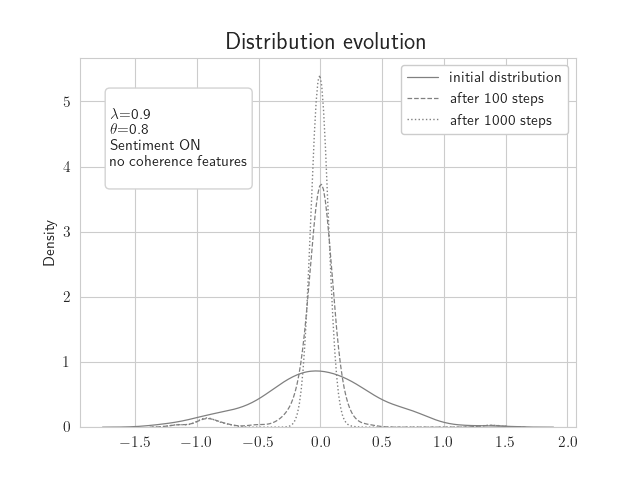 Distribution evolution
λ=0.9
θ=0.8
Sentiment ON
no coherence features
initial distribution
after 100 steps
after 1000 steps
Density
5
4
3
2
1
0
−1.5 −1.0 −0.5 0.0 0.5 1.0 1.5 2.0